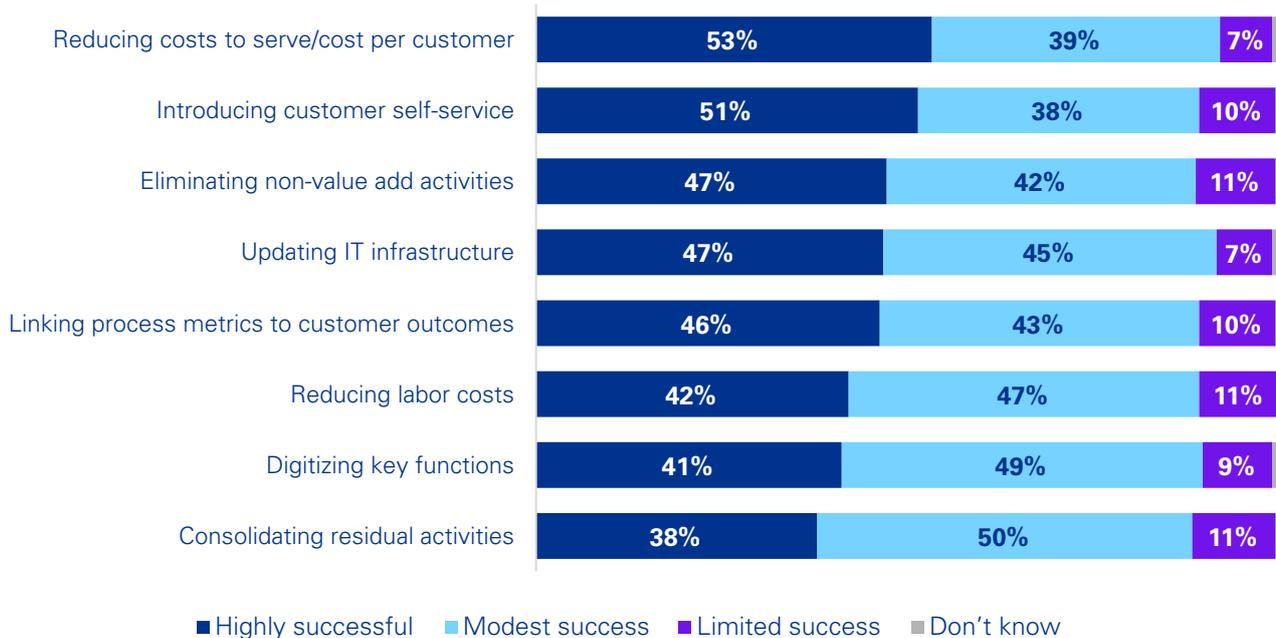 Reducing costs to serve/cost per customer 53% 39% 7%
Introducing customer self-service 51% 38% 10%
Eliminating non-value add activities 47% 42% 11%
Updating IT infrastructure 47% 45% 7%
Linking process metrics to customer outcomes 46% 43% 10%
Reducing labor costs 42% 47% 11%
Digitizing key functions 41% 49% 9%
Consolidating residual activities 38% 50% 11%
Highly successful Modest success Limited success Don't know